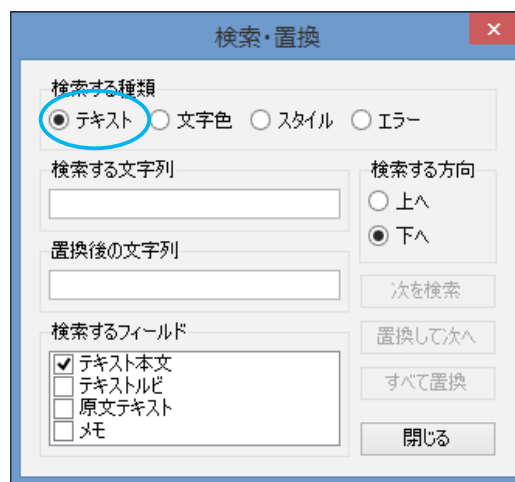 検索・置換
検索する種類
テキスト 文字色 スタイル エラー
検索する文字列
検索する方向
上へ
下へ
置換後の文字列
次を検索
置換して次へ
すべて置換
検索するフィールド
テキスト本文
テキストルビ
原文テキスト
メモ
閉じる